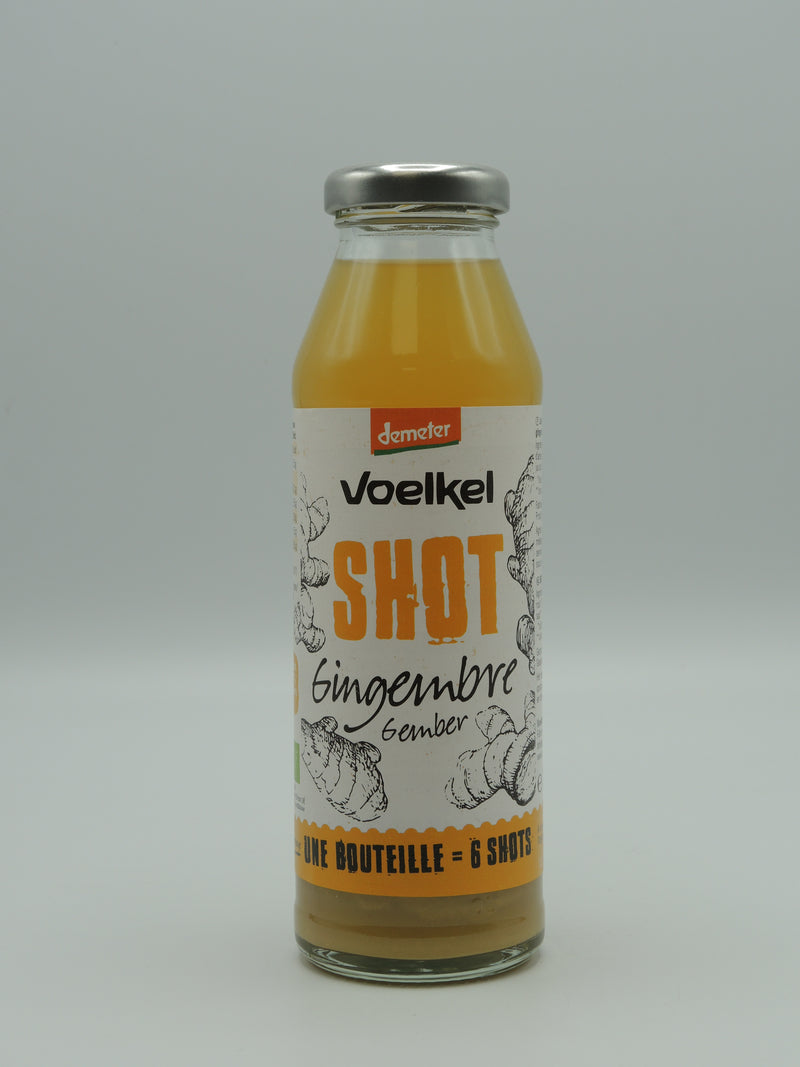 demeter
Voelkel
SHOT
Gingembre
Gember
UNE BOUTEILLE = 6 SHOTS